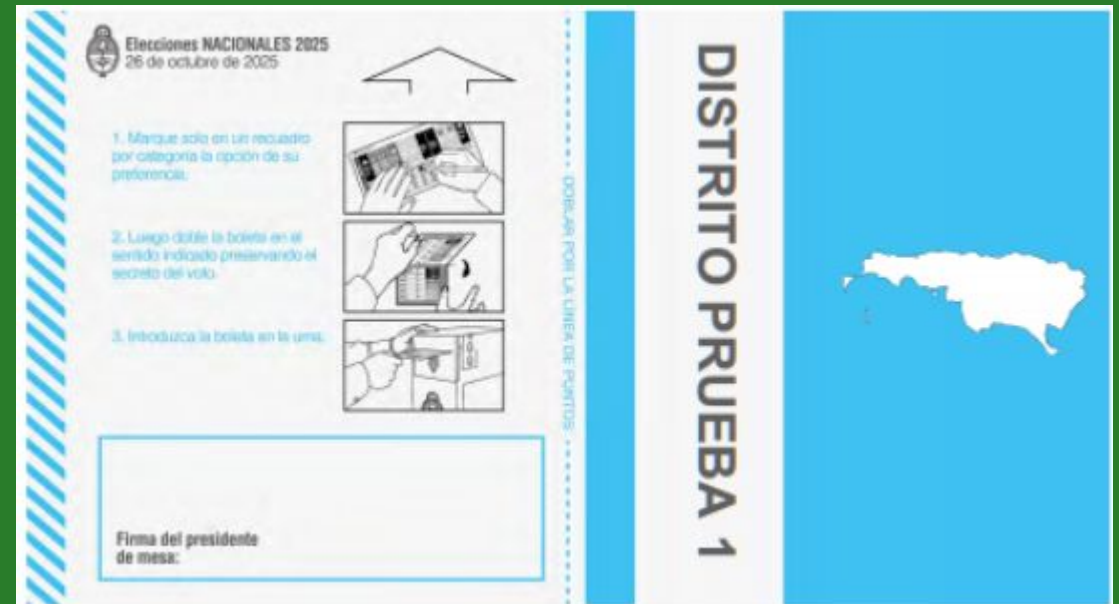 Elecciones NACIONALES 2025
26 de octubre de 2025
1. Marque solo en un recuadro
por categoría la opción de su
preferencia.
2. Luego doble la boleta en el
sentido indicado preservando el
secreto del voto.
3. Introduzca la boleta en la urna.
Firma del presidente
de mesa:
DOBLAR POR LA LÍNEA DE PUNTOS
DISTRITO PRUEBA 1